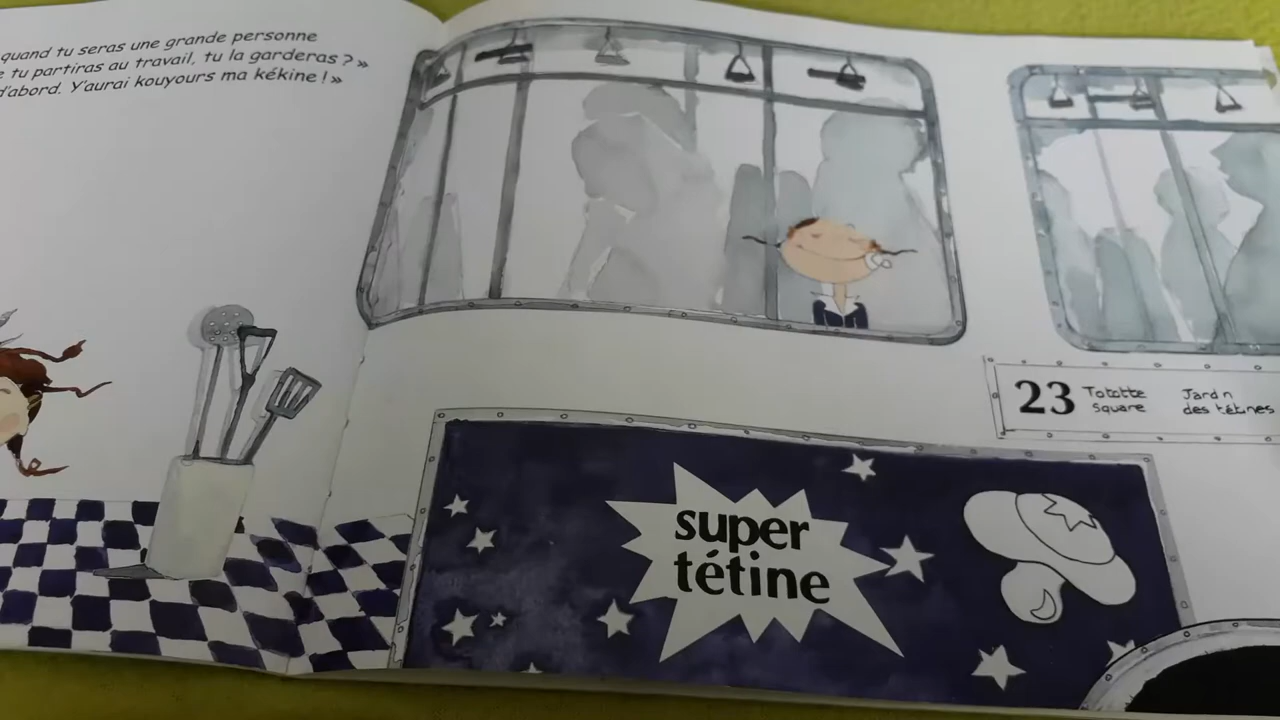 quand tu seras une grande personne
tu partiras au travail, tu la garderas ? »
d'abord. Y'aurai kouyours ma kékine ! »
23 Tototte Jardin
Square des tétines
super
tétine